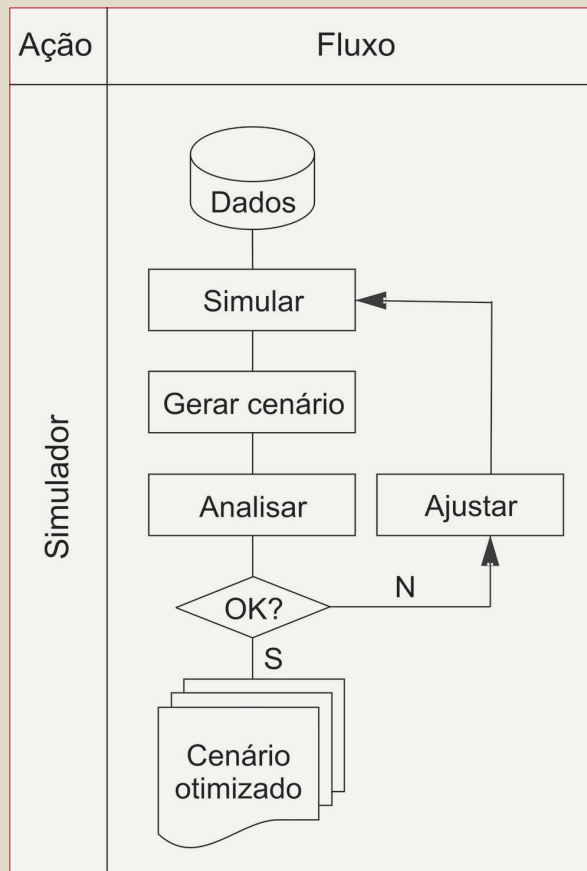 Ação
Fluxo
Simulador
Dados
Simular
Gerar cenário
Analisar
Ajustar
OK?
N
S
Cenário
otimizado